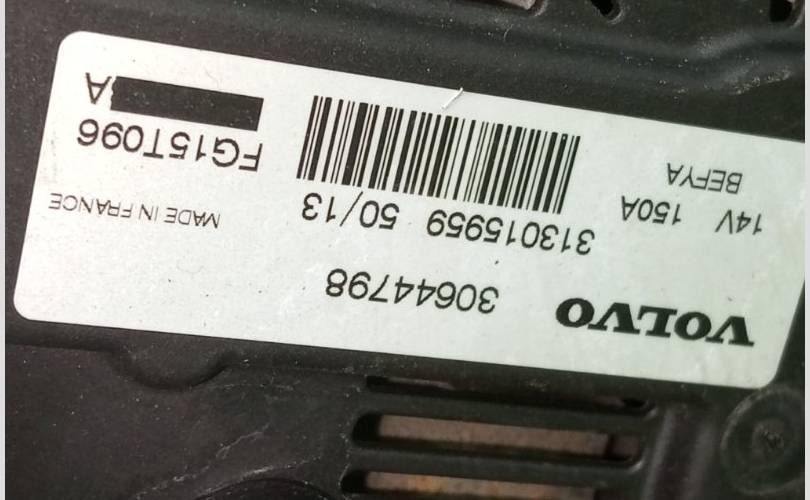 VOLVO 30644798
14V 150A 313015959 50/13 MADE IN FRANCE
BEFYA
FG15T096
A